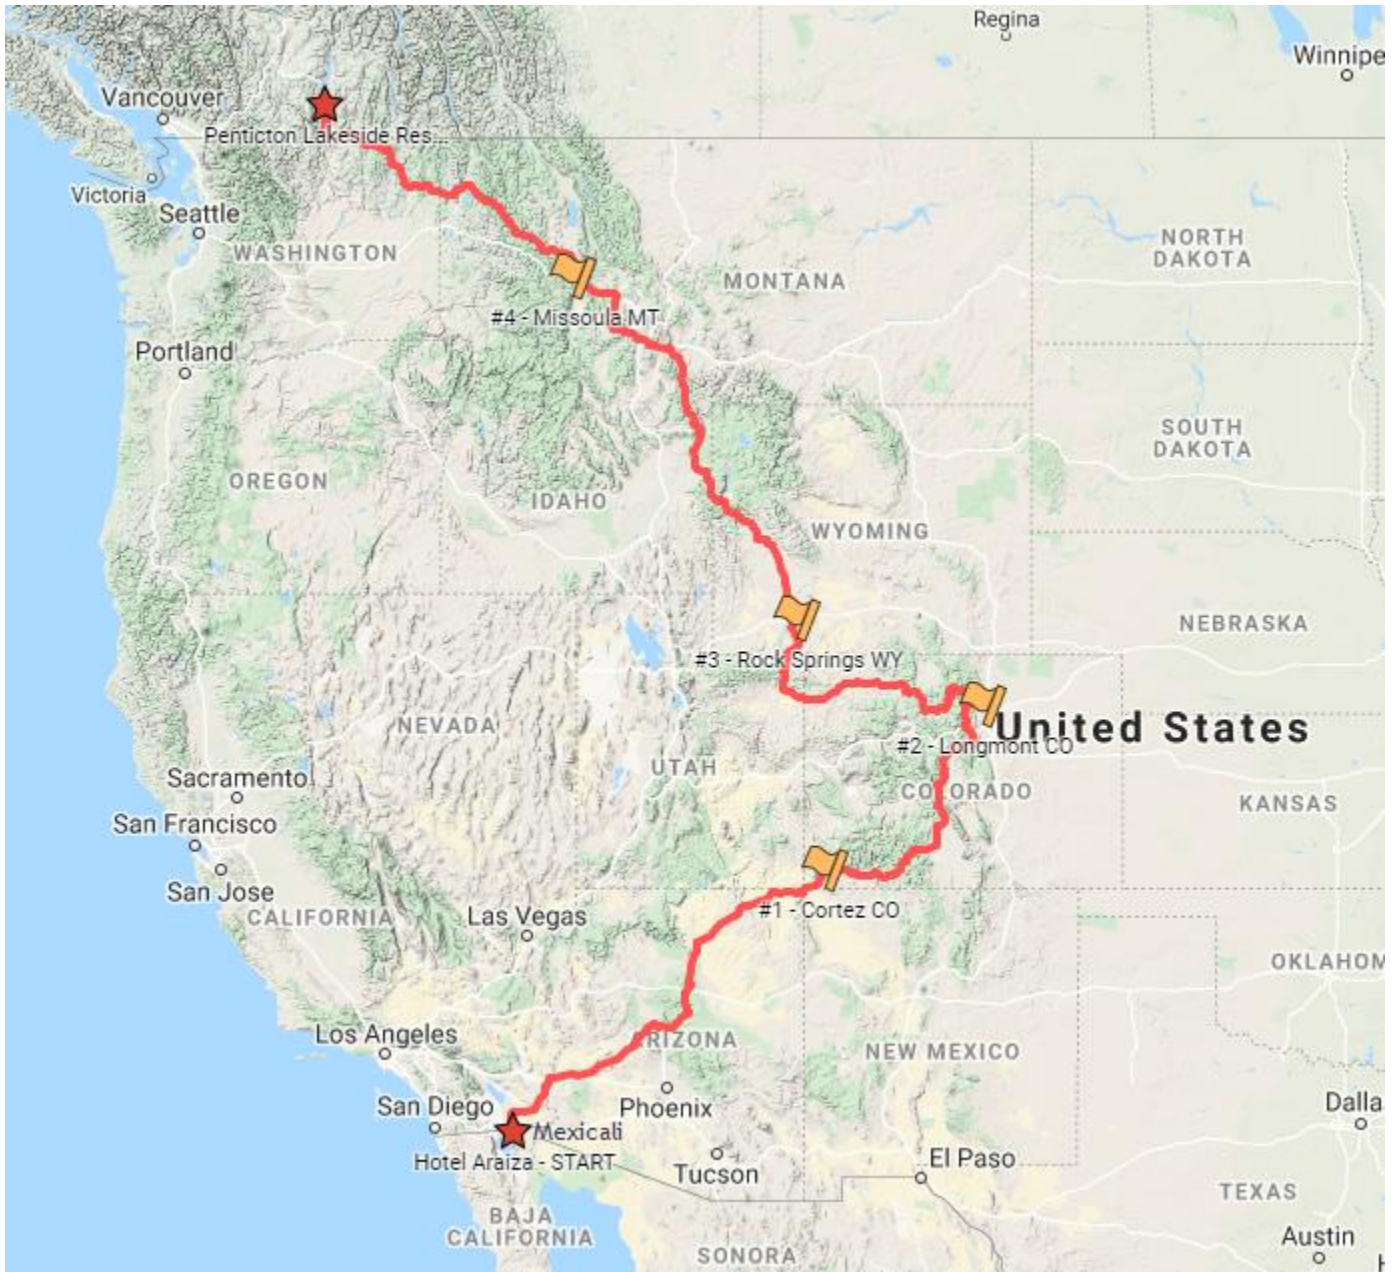 Regina
Winnipe
Vancouver
Penticton Lakeside Res...
Victoria
Seattle
WASHINGTON
NORTH
DAKOTA
MONTANA
#4 - Missoula MT
Portland
SOUTH
DAKOTA
OREGON
IDAHO
WYOMING
NEBRASKA
#3 - Rock Springs WY
NEVADA
United States
#2 - Longmont CO
UTAH
Sacramento
COLORADO
KANSAS
San Francisco
San Jose
CALIFORNIA
Las Vegas
#1 - Cortez CO
OKLAHOM
Los Angeles
ARIZONA
NEW MEXICO
San Diego
Phoenix
Dalla
Mexicali
Hotel Araiza - START
Tucson
El Paso
TEXAS
BAJA
CALIFORNIA
Austin
SONORA